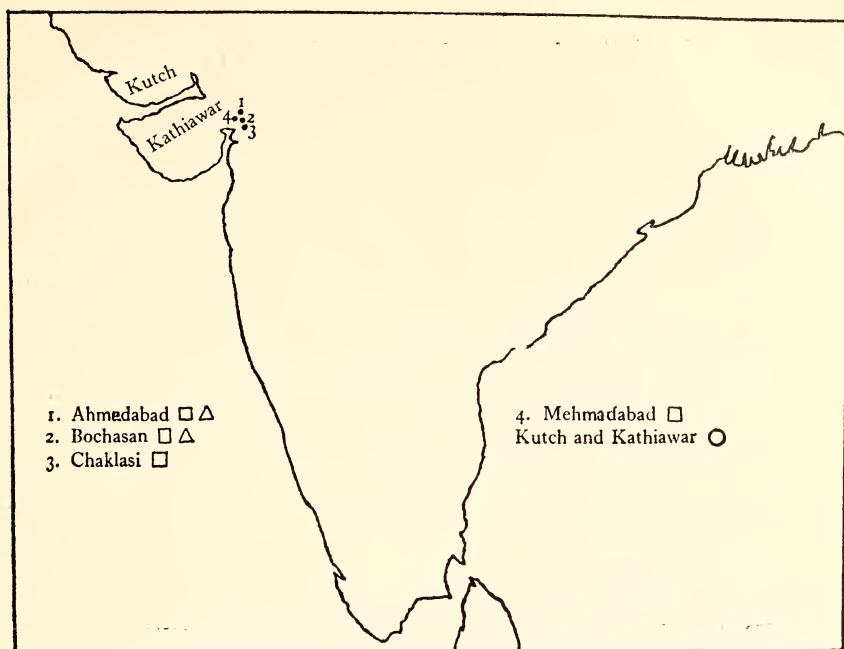 Kutch
Kathiawar
1
4 2
3
1. Ahmedabad □ △
2. Bochasan □ △
3. Chaklasi □
4. Mehmadabad □
Kutch and Kathiawar ○